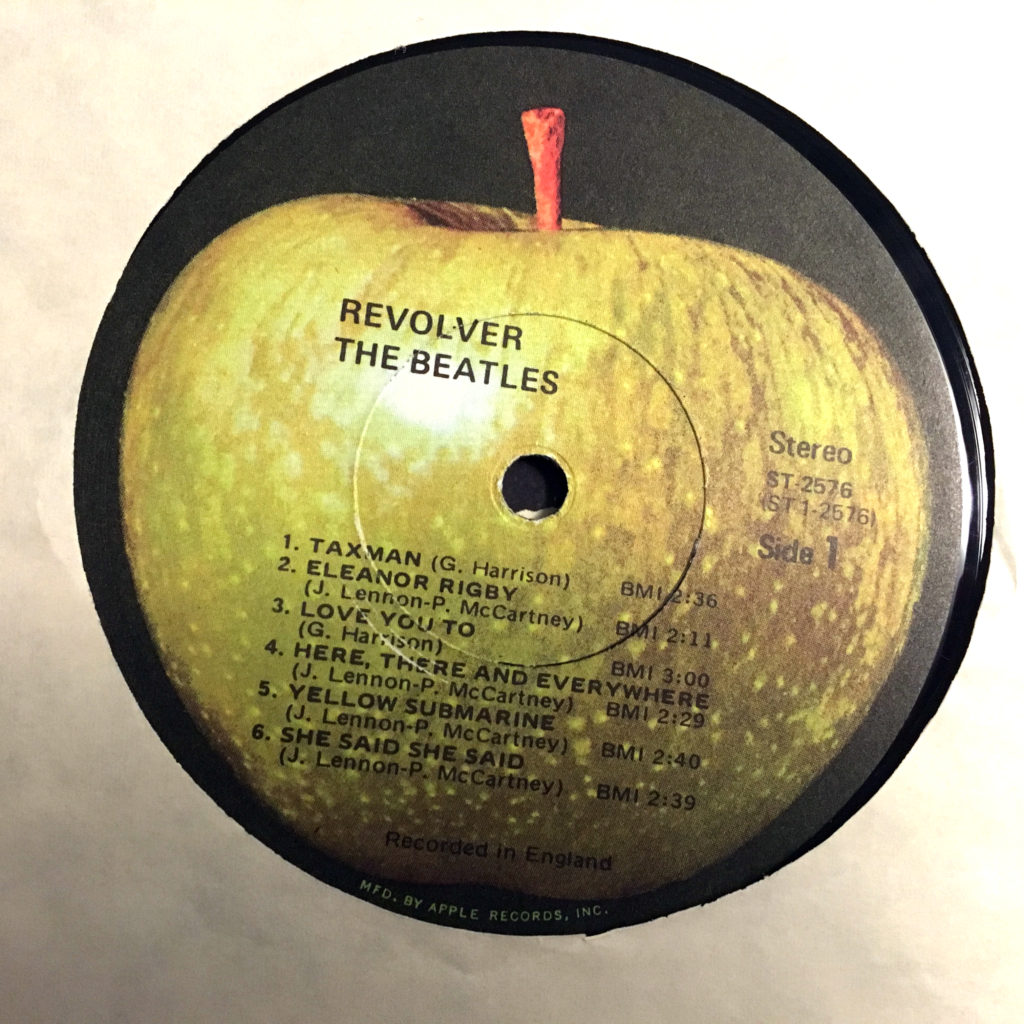 REVOLVER
THE BEATLES
Stereo
ST-2576
(ST 1-2576)
Side 1
1. TAXMAN (G. Harrison) BMI 2:36
2. ELEANOR RIGBY
(J. Lennon-P. McCartney) BMI 2:11
3. LOVE YOU TO
(G. Harrison) BMI 3:00
4. HERE, THERE AND EVERYWHERE
(J. Lennon-P. McCartney) BMI 2:29
5. YELLOW SUBMARINE
(J. Lennon-P. McCartney) BMI 2:40
6. SHE SAID SHE SAID
(J. Lennon-P. McCartney) BMI 2:39
Recorded in England
MFD. BY APPLE RECORDS, INC.